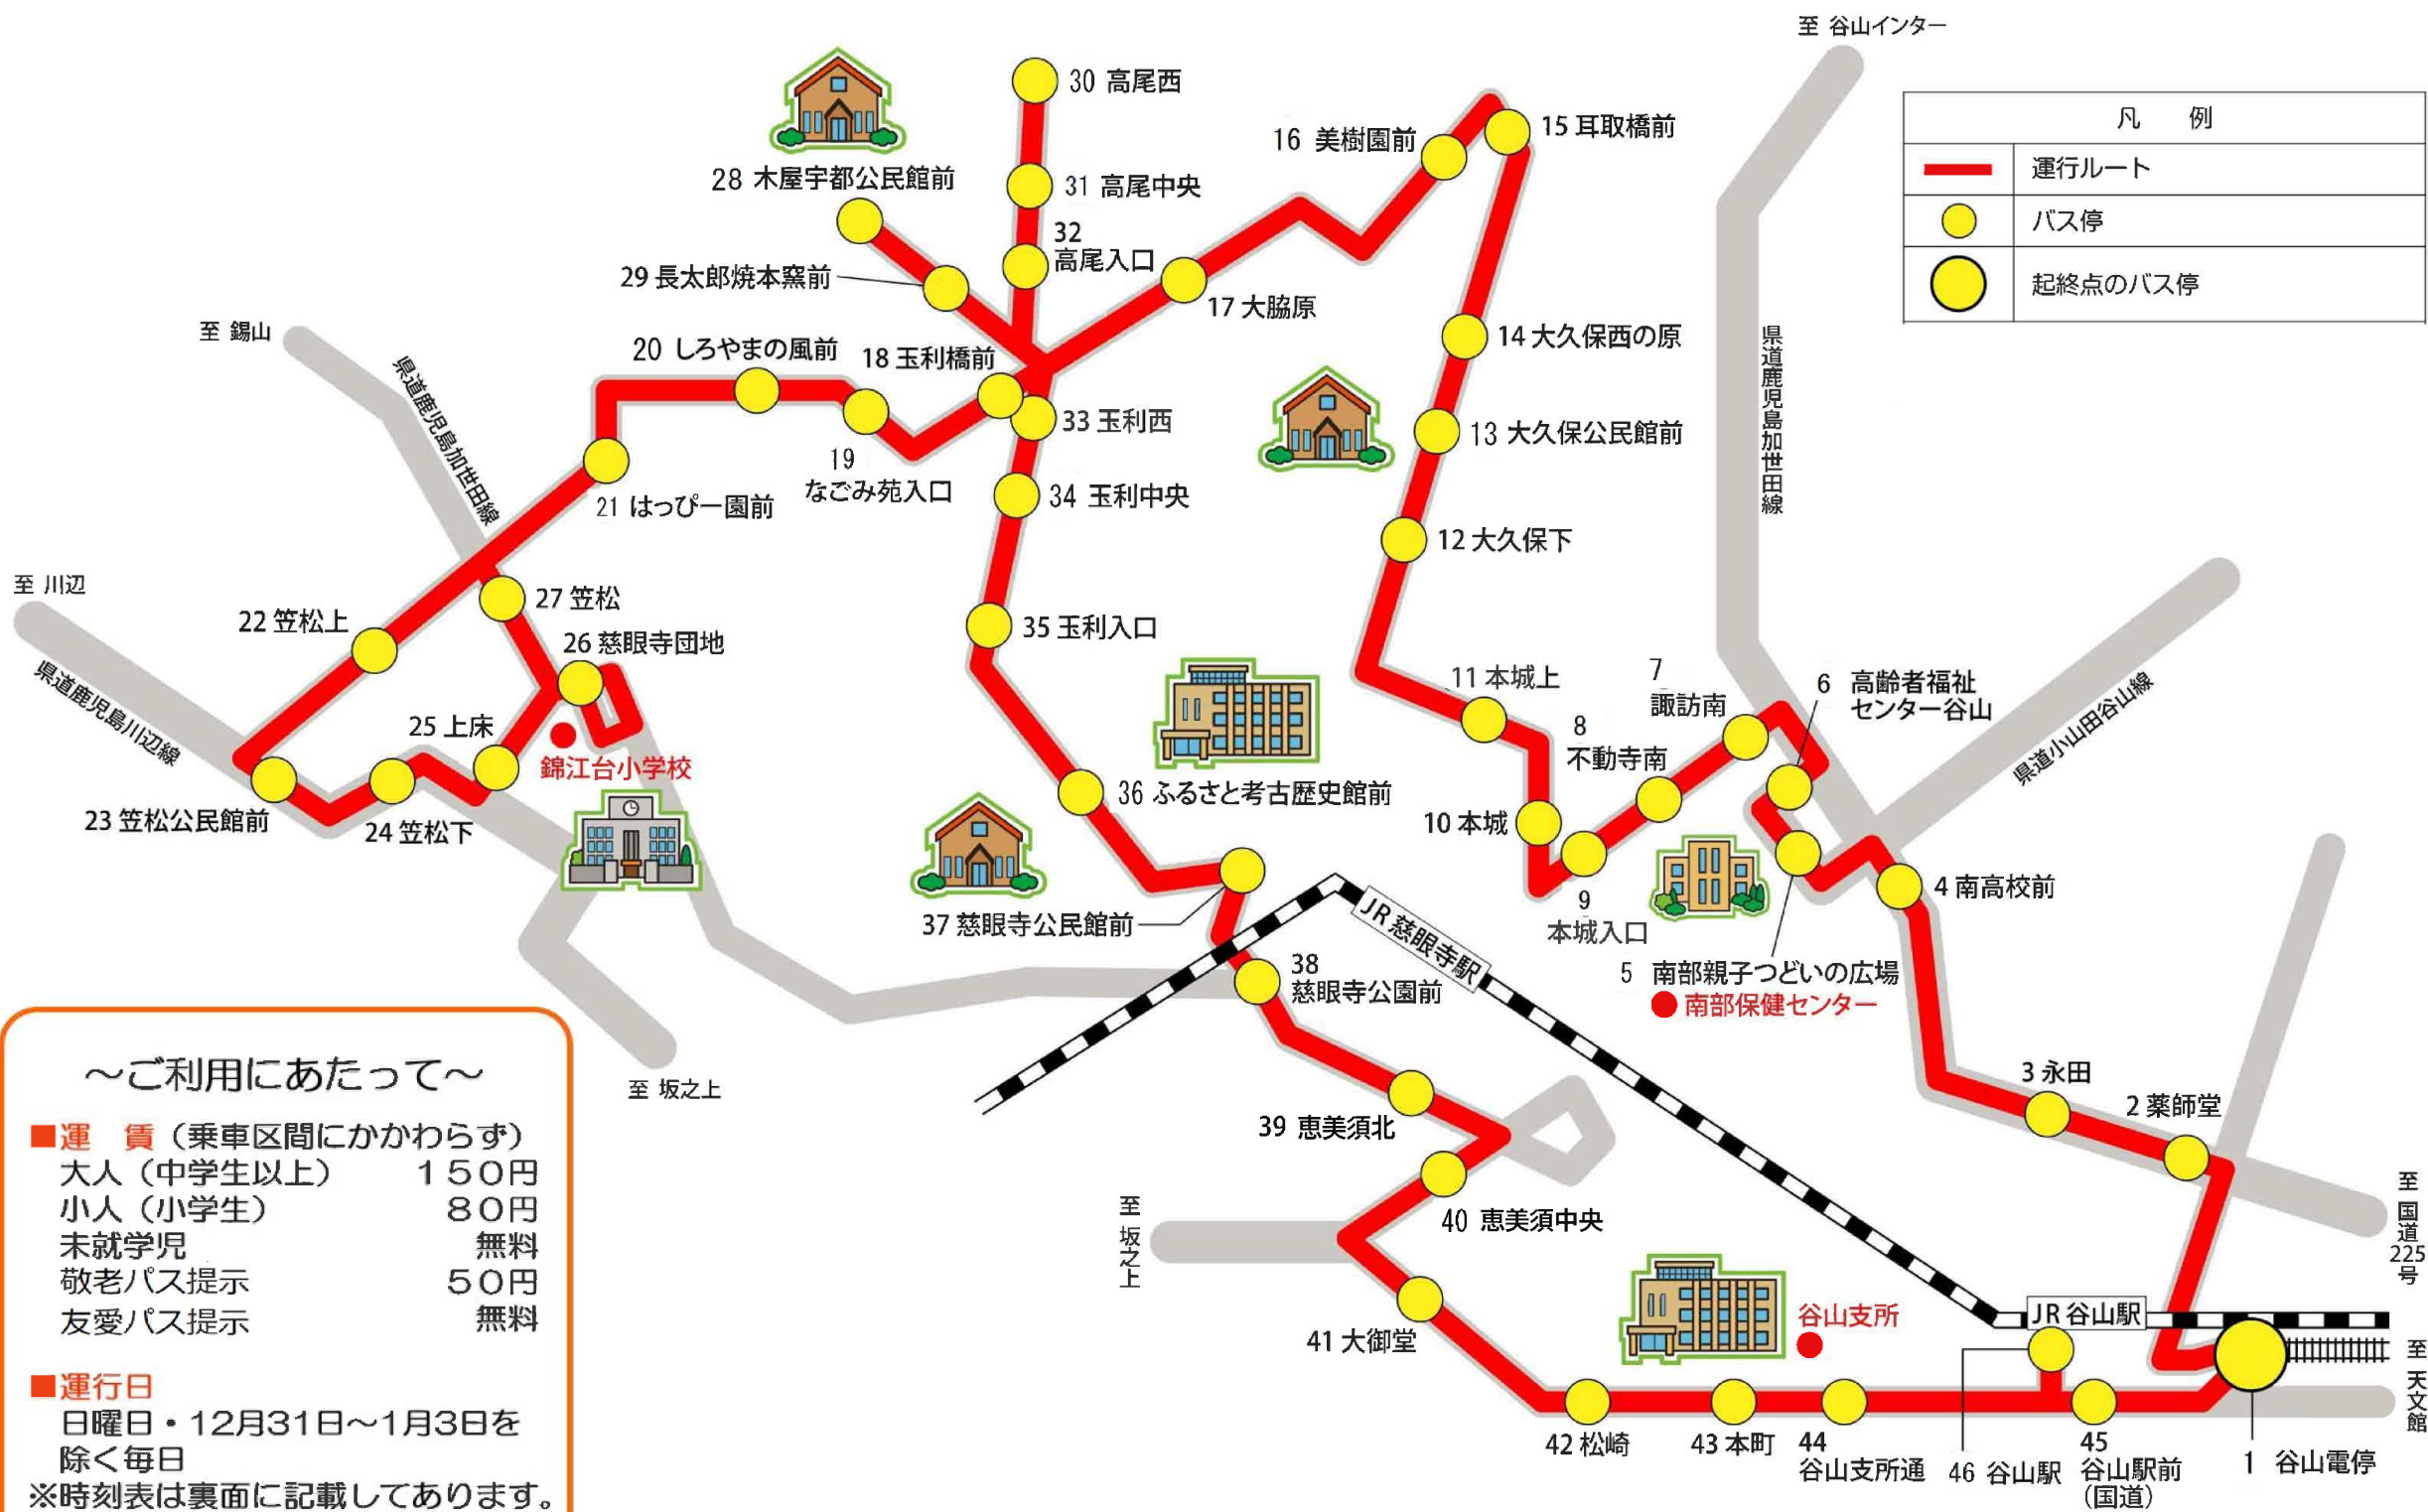 至 谷山インター
凡 例
運行ルート
バス停
起終点のバス停
30 高尾西
31 高尾中央
32
高尾入口
28 木屋宇都公民館前
29 長太郎焼本窯前
16 美樹園前
15 耳取橋前
17 大脇原
14 大久保西の原
13 大久保公民館前
12 大久保下
県道鹿児島加世田線
至 錫山
県道鹿児島加世田線
20 しろやまの風前
18 玉利橋前
33 玉利西
19
なごみ苑入口
34 玉利中央
21 はっぴー園前
至 川辺
県道鹿児島川辺線
22 笠松上
27 笠松
26 慈眼寺団地
25 上床
錦江台小学校
23 笠松公民館前
24 笠松下
35 玉利入口
36 ふるさと考古歴史館前
37 慈眼寺公民館前
11 本城上
7
諏訪南
6 高齢者福祉
センター谷山
県道小山田谷山線
8
不動寺南
10 本城
9
本城入口
4 南高校前
5 南部親子つどいの広場
南部保健センター
JR 慈眼寺駅
38
慈眼寺公園前
至 坂之上
39 恵美須北
40 恵美須中央
至 坂之上
41 大御堂
3 永田
2 薬師堂
至 国道225号
JR 谷山駅
谷山支所
至 天文館
42 松崎
43 本町
44
谷山支所通
46 谷山駅
45
谷山駅前
（国道）
1 谷山電停
～ご利用にあたって～
■運 賃（乗車区間にかかわらず）
大人（中学生以上） 150円
小人（小学生） 80円
未就学児 無料
敬老パス提示 50円
友愛パス提示 無料
■運行日
日曜日・12月31日～1月3日を
除く毎日
※時刻表は裏面に記載してあります。